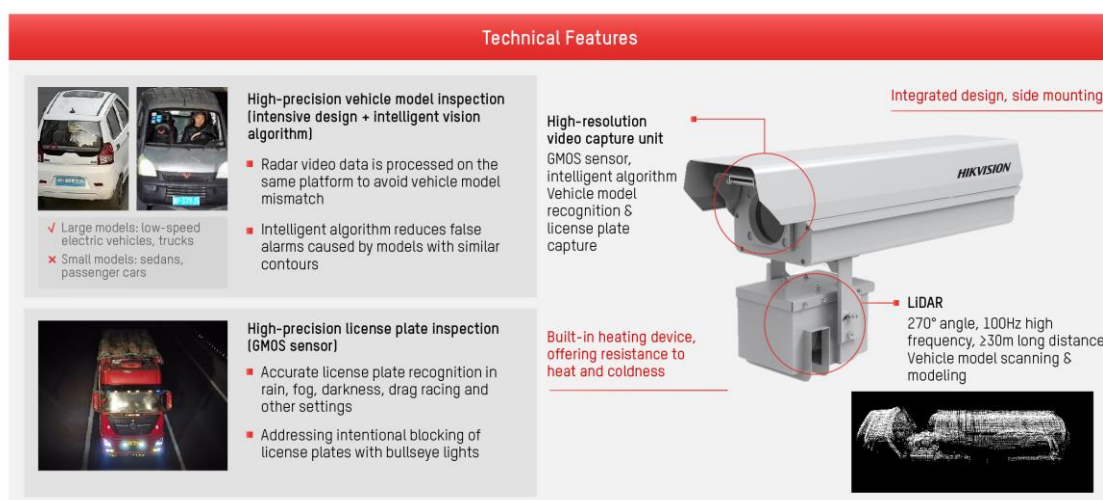 Technical Features
High-precision vehicle model inspection
(intensive design + intelligent vision
algorithm)
Radar video data is processed on the
same platform to avoid vehicle model
mismatch
Intelligent algorithm reduces false
alarms caused by models with similar
contours
√ Large models: low-speed
electric vehicles, trucks
× Small models: sedans,
passenger cars
High-precision license plate inspection
(GMOS sensor)
Accurate license plate recognition in
rain, fog, darkness, drag racing and
other settings
Addressing intentional blocking of
license plates with bullseye lights
High-resolution
video capture unit
GMOS sensor,
intelligent algorithm
Vehicle model
recognition &
license plate
capture
Integrated design, side mounting
HIKVISION
Built-in heating device,
offering resistance to
heat and coldness
LiDAR
270° angle, 100Hz high
frequency, ≥30m long distance
Vehicle model scanning &
modeling